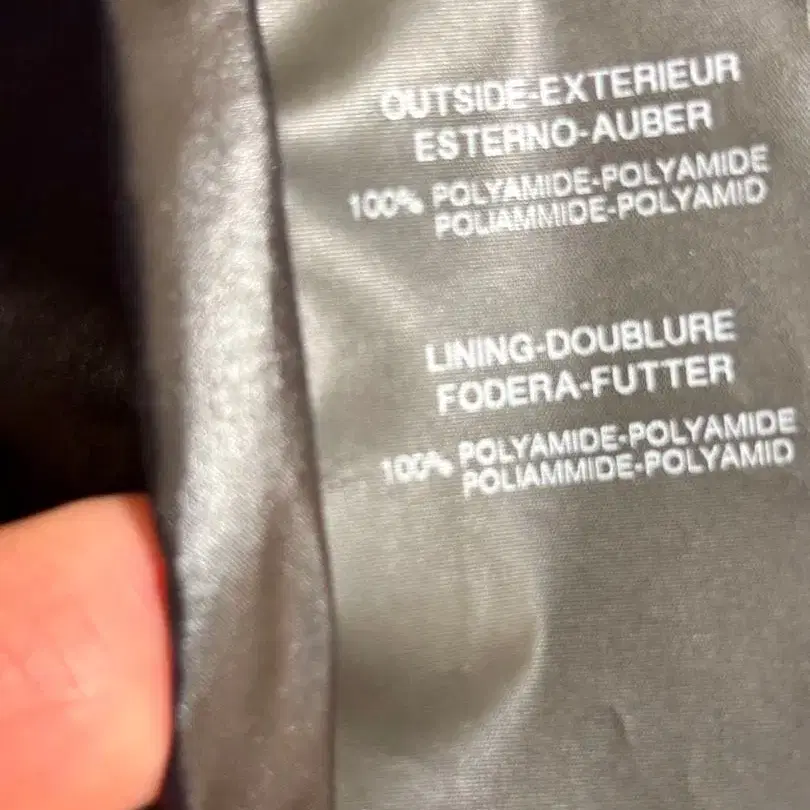 OUTSIDE-EXTERIEUR
ESTERNO-AUBER
100% POLYAMIDE-POLYAMIDE
POLIAMMIDE-POLYAMID
LINING-DOUBLURE
FODERA-FUTTER
100% POLYAMIDE-POLYAMIDE
POLIAMMIDE-POLYAMID